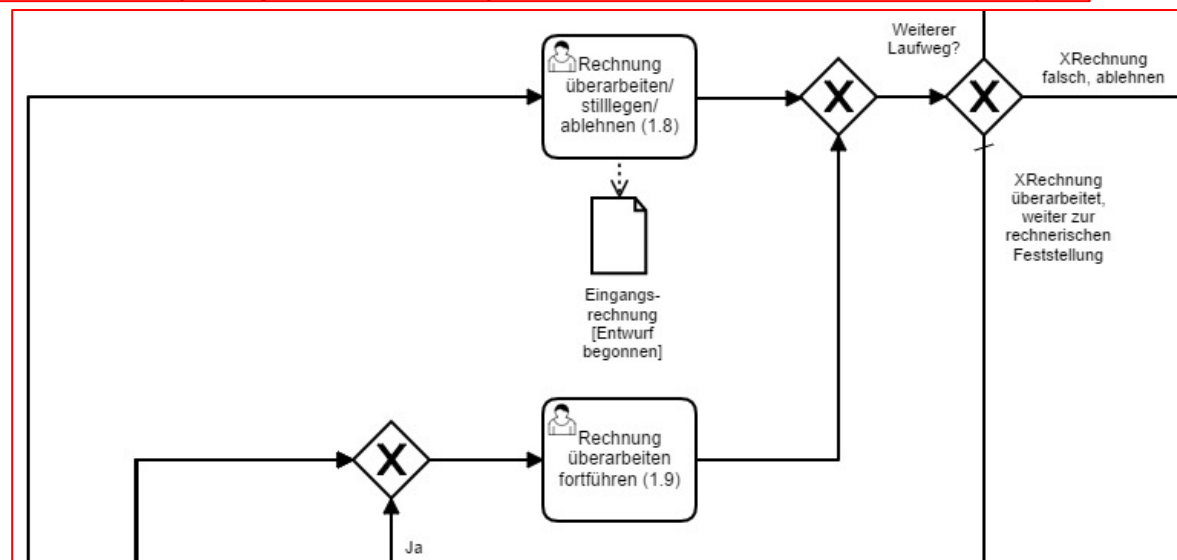 Weiterer
Laufweg?
Rechnung
überarbeiten/
stilllegen/
ablehnen (1.8)
XRechnung
falsch, ablehnen
XRechnung
überarbeitet,
weiter zur
rechnerischen
Feststellung
Eingangs-
rechnung
[Entwurf
begonnen]
Rechnung
überarbeiten
fortführen (1.9)
Ja